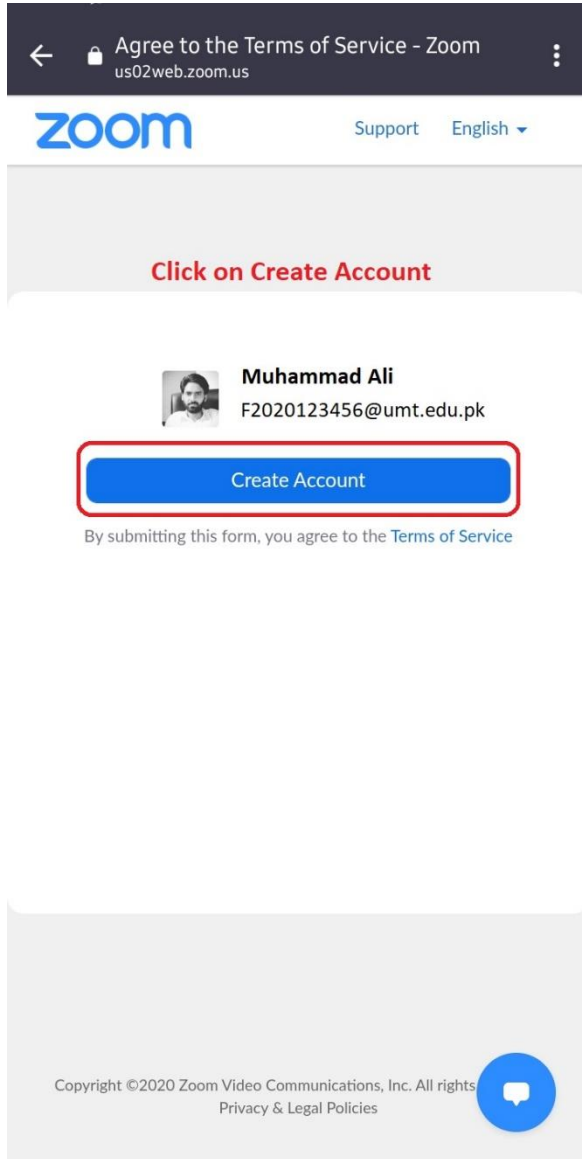 Agree to the Terms of Service - Zoom
us02web.zoom.us
zoom Support English
Click on Create Account
Muhammad Ali
F2020123456@umt.edu.pk
Create Account
By submitting this form, you agree to the Terms of Service
Copyright ©2020 Zoom Video Communications, Inc. All rights
Privacy & Legal Policies